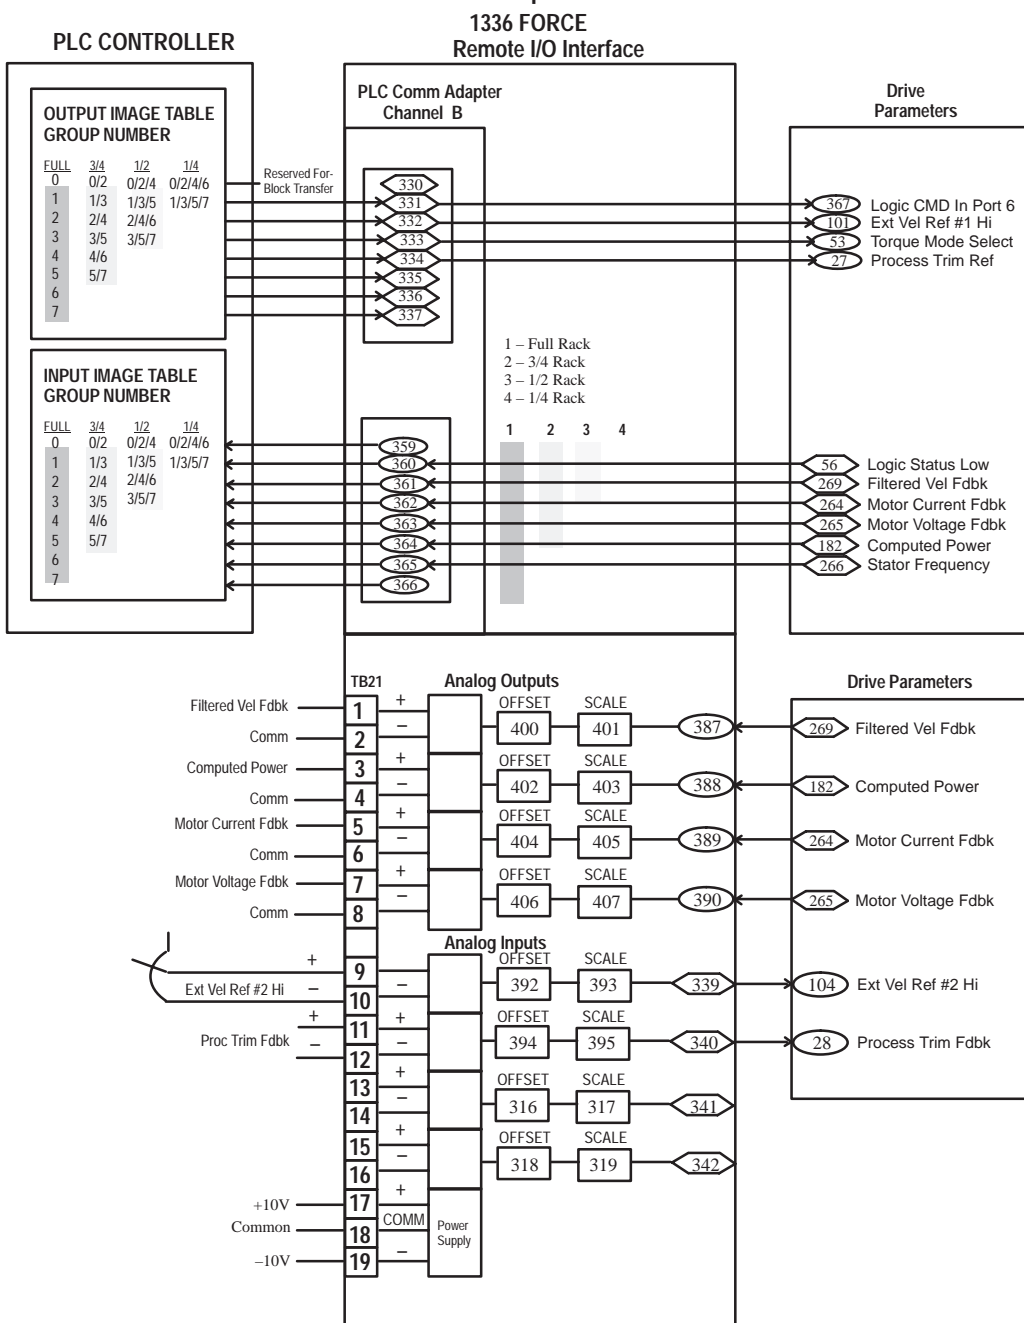 1336 FORCE
PLC CONTROLLER
Remote I/O Interface
PLC Comm Adapter
Channel B
Drive
Parameters
OUTPUT IMAGE TABLE
GROUP NUMBER
FULL 3/4 1/2 1/4
0 0/2 0/2/4 0/2/4/6
1 1/3 1/3/5 1/3/5/7
2 2/4 2/4/6
3 3/5 3/5/7
4 4/6
5 5/7
6
7
Reserved For-
Block Transfer
330
331
332
333
334
335
336
337
367 Logic CMD In Port 6
101 Ext Vel Ref #1 Hi
53 Torque Mode Select
27 Process Trim Ref
1 – Full Rack
2 – 3/4 Rack
3 – 1/2 Rack
4 – 1/4 Rack
1 2 3 4
INPUT IMAGE TABLE
GROUP NUMBER
FULL 3/4 1/2 1/4
0 0/2 0/2/4 0/2/4/6
1 1/3 1/3/5 1/3/5/7
2 2/4 2/4/6
3 3/5 3/5/7
4 4/6
5 5/7
6
7
359
360
361
362
363
364
365
366
56 Logic Status Low
269 Filtered Vel Fdbk
264 Motor Current Fdbk
265 Motor Voltage Fdbk
182 Computed Power
266 Stator Frequency
TB21 Analog Outputs
Drive Parameters
Filtered Vel Fdbk 1 +
OFFSET SCALE
– 400 401 387 269 Filtered Vel Fdbk
Comm 2
Computed Power 3 +
OFFSET SCALE
– 402 403 388 182 Computed Power
Comm 4
Motor Current Fdbk 5 +
OFFSET SCALE
– 404 405 389 264 Motor Current Fdbk
Comm 6
Motor Voltage Fdbk 7 +
OFFSET SCALE
– 406 407 390 265 Motor Voltage Fdbk
Comm 8
Analog Inputs
OFFSET SCALE
+ 9
– 392 393 339 104 Ext Vel Ref #2 Hi
Ext Vel Ref #2 Hi – 10
OFFSET SCALE
+ 11 +
Proc Trim Fdbk – – 394 395 340 28 Process Trim Fdbk
12
OFFSET SCALE
13 +
– 316 317 341
14
OFFSET SCALE
15 +
– 318 319 342
16
+10V 17 +
Common 18 COMM Power
Supply
–10V 19 –